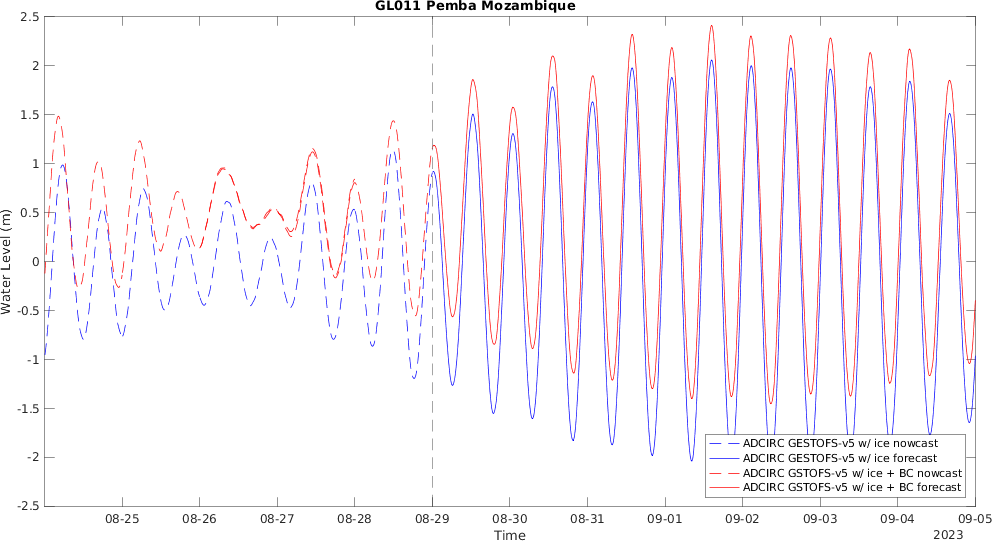 GL011 Pemba Mozambique
2.5
2
1.5
1
0.5
0
-0.5
-1
-1.5
-2
-2.5
Water Level (m)
ADCIRC GESTOFS-v5 w/ ice nowcast
ADCIRC GESTOFS-v5 w/ ice forecast
ADCIRC GSTOFS-v5 w/ ice + BC nowcast
ADCIRC GSTOFS-v5 w/ ice + BC forecast
08-25 08-26 08-27 08-28 08-29 08-30 08-31 09-01 09-02 09-03 09-04 09-05
Time
2023